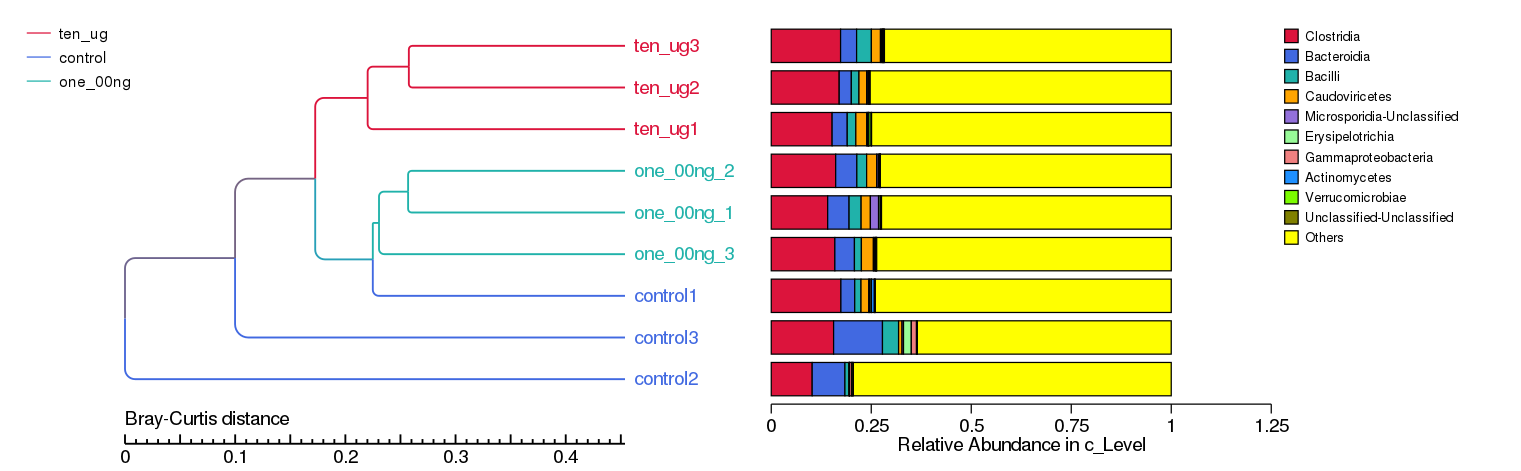 ten_ug
control
one_00ng
ten_ug3
ten_ug2
ten_ug1
one_00ng_2
one_00ng_1
one_00ng_3
control1
control3
control2
Bray-Curtis distance
0 0.1 0.2 0.3 0.4
0 0.25 0.5 0.75 1 1.25
Relative Abundance in c_Level
Clostridia
Bacteroidia
Bacilli
Caudoviricetes
Microsporidia-Unclassified
Erysipelotrichia
Gammaproteobacteria
Actinomycetes
Verrucomicrobiae
Unclassified-Unclassified
Others